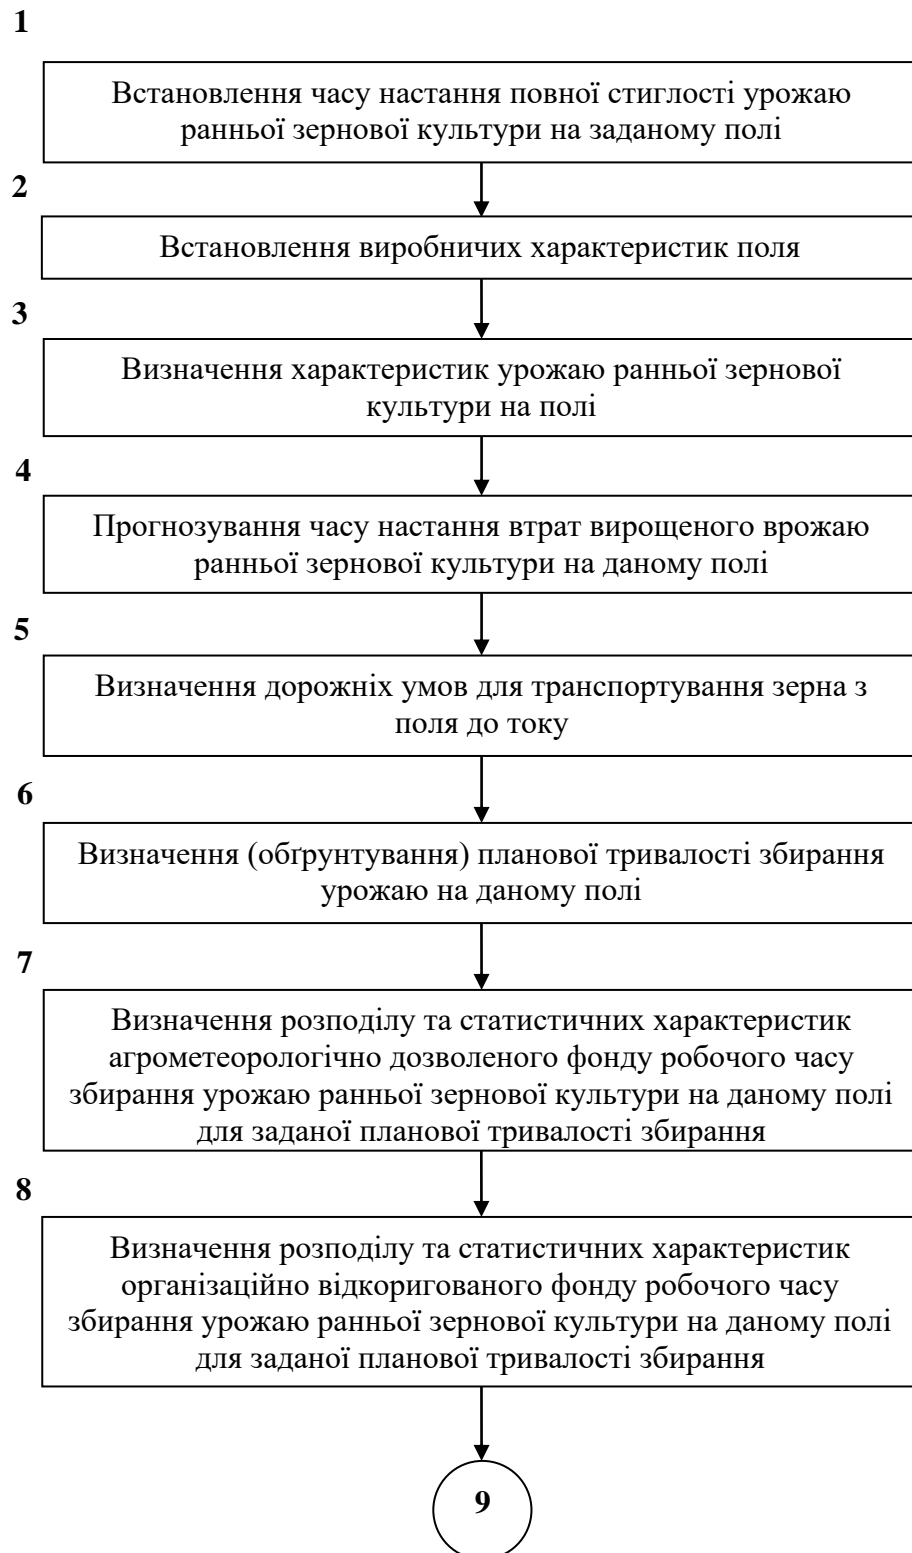 1
Встановлення часу настання повної стиглості урожаю
ранньої зернової культури на заданому полі
2
Встановлення виробничих характеристик поля
3
Визначення характеристик урожаю ранньої зернової
культури на полі
4
Прогнозування часу настання втрат вирощеного врожаю
ранньої зернової культури на даному полі
5
Визначення дорожніх умов для транспортування зерна з
поля до току
6
Визначення (обґрунтування) планової тривалості збирання
урожаю на даному полі
7
Визначення розподілу та статистичних характеристик
агрометеорологічно дозволеного фонду робочого часу
збирання урожаю ранньої зернової культури на даному полі
для заданої планової тривалості збирання
8
Визначення розподілу та статистичних характеристик
організаційно відкоригованого фонду робочого часу
збирання урожаю ранньої зернової культури на даному полі
для заданої планової тривалості збирання
9